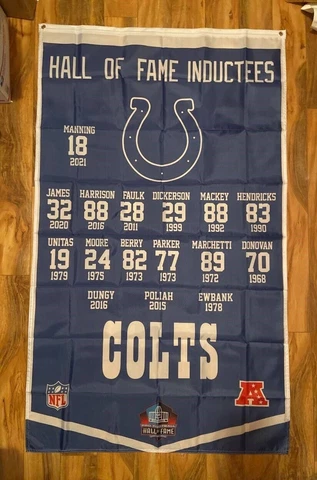 HALL OF FAME INDUCTEES
MANNING
18
2021
JAMES HARRISON FAULK DICKERSON MACKEY HENDRICKS
32 88 28 29 88 83
2020 2016 2011 1999 1992 1990
UNITAS MOORE BERRY PARKER MARCHETTI DONOVAN
19 24 82 77 89 70
1979 1975 1973 1973 1972 1968
DUNGY POLIAH EWBANK
2016 2015 1978
COLTS
NFL
A
HALL of FAME